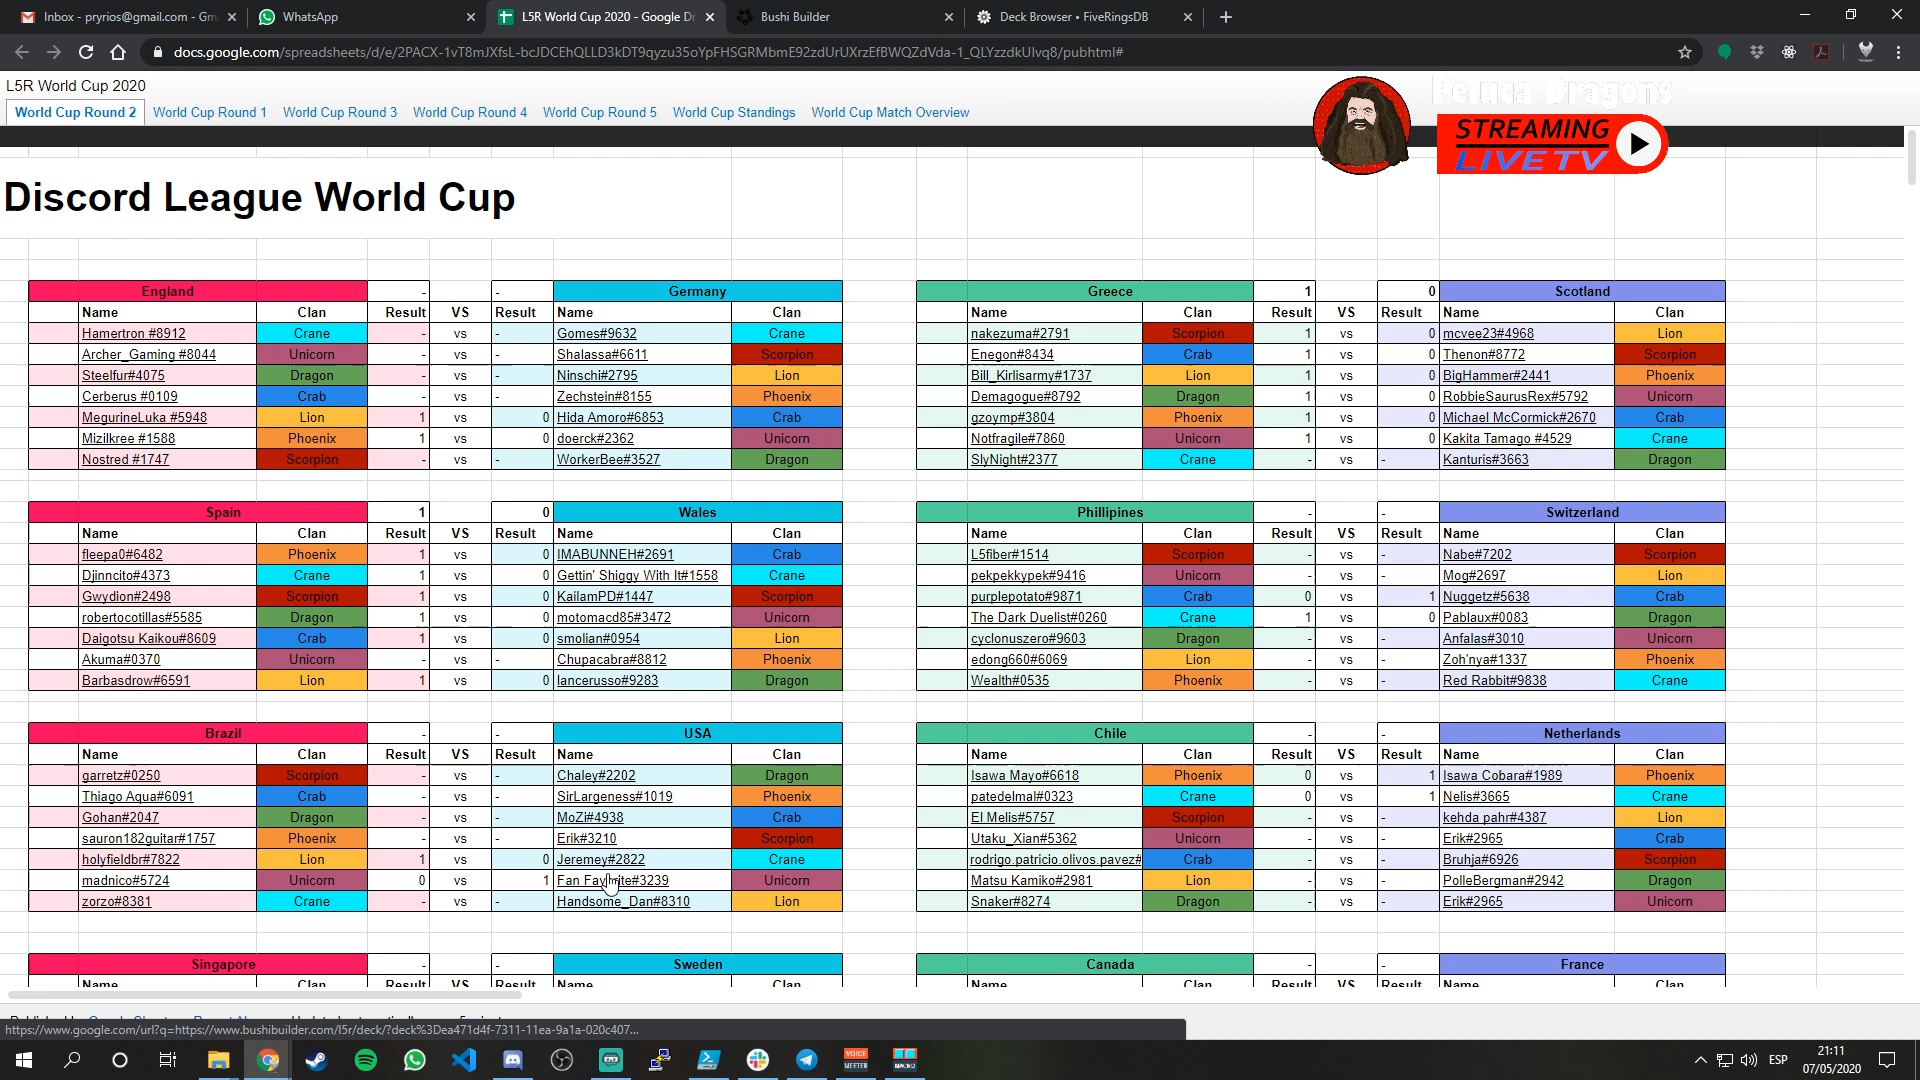 Inbox - pryrios@gmail.com - Gm
WhatsApp
L5R World Cup 2020 - Google Dr
Bushi Builder
Deck Browser • FiveRingsDB
docs.google.com/spreadsheets/d/e/2PACX-1vT8mJXfsL-bcJDCEhQLLD3kDT9qyzu35oYpFHSGRMbmE92zdUrUXrzEfBWQZdVda-1_QLYzzdkUIvq8/pubhtml#
L5R World Cup 2020
Peluca Dragons
World Cup Round 2 World Cup Round 1 World Cup Round 3 World Cup Round 4 World Cup Round 5 World Cup Standings World Cup Match Overview
STREAMING
LIVE TV
Discord League World Cup
England - - Germany Greece 1 0 Scotland
Name Clan Result VS Result Name Clan Name Clan Result VS Result Name Clan
Hamertron #8912 Crane - vs - Gomes#9632 Crane nakezuma#2791 Scorpion 1 vs 0 mcvee23#4968 Lion
Archer_Gaming #8044 Unicorn - vs - Shalassa#6611 Scorpion Enegon#8434 Crab 1 vs 0 Thenon#8772 Scorpion
Steelfur#4075 Dragon - vs - Ninschi#2795 Lion Bill_Kirlisarmy#1737 Lion 1 vs 0 BigHammer#2441 Phoenix
Cerberus #0109 Crab - vs - Zechstein#8155 Phoenix Demagogue#8792 Dragon 1 vs 0 RobbieSaurusRex#5792 Unicorn
MegurineLuka #5948 Lion 1 vs 0 Hida Amoro#6853 Crab gzoymp#3804 Phoenix 1 vs 0 Michael McCormick#2670 Crab
Mizilkree #1588 Phoenix 1 vs 0 doerck#2362 Unicorn Notfragile#7860 Unicorn 1 vs 0 Kakita Tamago #4529 Crane
Nostred #1747 Scorpion - vs - WorkerBee#3527 Dragon SlyNight#2377 Crane - vs - Kanturis#3663 Dragon
Spain 1 0 Wales Phillipines - - Switzerland
Name Clan Result VS Result Name Clan Name Clan Result VS Result Name Clan
fleepa0#6482 Phoenix 1 vs 0 IMABUNNEH#2691 Crab L5fiber#1514 Scorpion - vs - Nabe#7202 Scorpion
Djinncito#4373 Crane 1 vs 0 Gettin' Shiggy With It#1558 Crane pekpekkypek#9416 Unicorn - vs - Mog#2697 Lion
Gwydion#2498 Scorpion 1 vs 0 KailamPD#1447 Scorpion purplepotato#9871 Crab 0 vs 1 Nuggetz#5638 Crab
robertocotillas#5585 Dragon 1 vs 0 motomacd85#3472 Unicorn The Dark Duelist#0260 Crane 1 vs 0 Pablaux#0083 Dragon
Daigotsu Kaikou#8609 Crab 1 vs 0 smolian#0954 Lion cyclonuszero#9603 Dragon - vs - Anfalas#3010 Unicorn
Akuma#0370 Unicorn - vs - Chupacabra#8812 Phoenix edong660#6069 Lion - vs - Zoh'nya#1337 Phoenix
Barbasdrow#6591 Lion 1 vs 0 lancerusso#9283 Dragon Wealth#0535 Phoenix - vs - Red Rabbit#9838 Crane
Brazil - - USA Chile - - Netherlands
Name Clan Result VS Result Name Clan Name Clan Result VS Result Name Clan
garretz#0250 Scorpion - vs - Chaley#2202 Dragon Isawa Mayo#6618 Phoenix 0 vs 1 Isawa Cobara#1989 Phoenix
Thiago Aqua#6091 Crab - vs - SirLargeness#1019 Phoenix patedelmal#0323 Crane 0 vs 1 Nelis#3665 Crane
Gohan#2047 Dragon - vs - MoZi#4938 Crab El Melis#5757 Scorpion - vs - kehda pahr#4387 Lion
sauron182guitar#1757 Phoenix - vs - Erik#3210 Scorpion Utaku_Xian#5362 Unicorn - vs - Erik#2965 Crab
holyfieldbr#7822 Lion 1 vs 0 Jeremey#2822 Crane rodrigo.patricio.olivos.pavez# Crab - vs - Bruhja#6926 Scorpion
madnico#5724 Unicorn 0 vs 1 Fan Favorite#3239 Unicorn Matsu Kamiko#2981 Lion - vs - PolleBergman#2942 Dragon
zorzo#8381 Crane - vs - Handsome_Dan#8310 Lion Snaker#8274 Dragon - vs - Erik#2965 Unicorn
Singapore - - Sweden Canada - - France
Name Clan Result VS Result Name Clan Name Clan Result VS Result Name Clan
https://www.google.com/url?q=https://www.bushibuilder.com/l5r/deck/?deck%3Dea471d4f-7311-11ea-9a1a-020c407...
VOICE MEETER
MACRO
ESP
21:11
07/05/2020